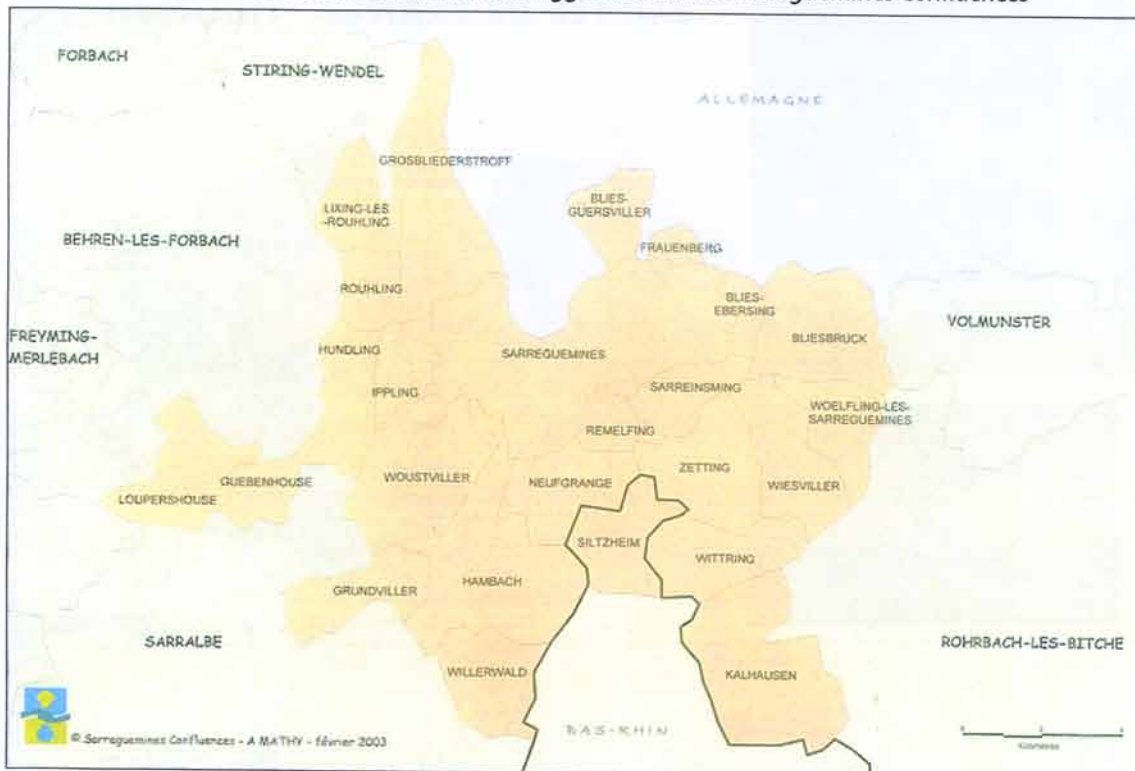 Confluences
FORBACH
STIRING-WENDEL
ALLEMAGNE
GROSBLIEDERSTROFF
BLIES-
GUERSVILLER
LIXING-LES
-ROUHLING
BEHREN-LES-FORBACH
FRAUENBERG
ROUHLING
BLIES-
EBERSING
VOLMUNSTER
BLIESBRUCK
FREYMING-
MERLEBACH
HUNDLING
SARREGUEMINES
IPPLING
SARREINSMING
WOELFLING-LES-
SARREGUEMINES
REMELFING
ZETTING
WOUSTVILLER
NEUFGRANGE
GUEBENHOUSE
WIESVILLER
LOUPERSHOUSE
SILTZHEIM
WITTRING
HAMBACH
GRUNDVILLER
SARRALBE
ROHRBACH-LES-BITCHE
WILLERWALD
KALHAUSEN
BAS-RHIN
© Sarreguemines Confluences - A MATHY - février 2003
Kilomètres